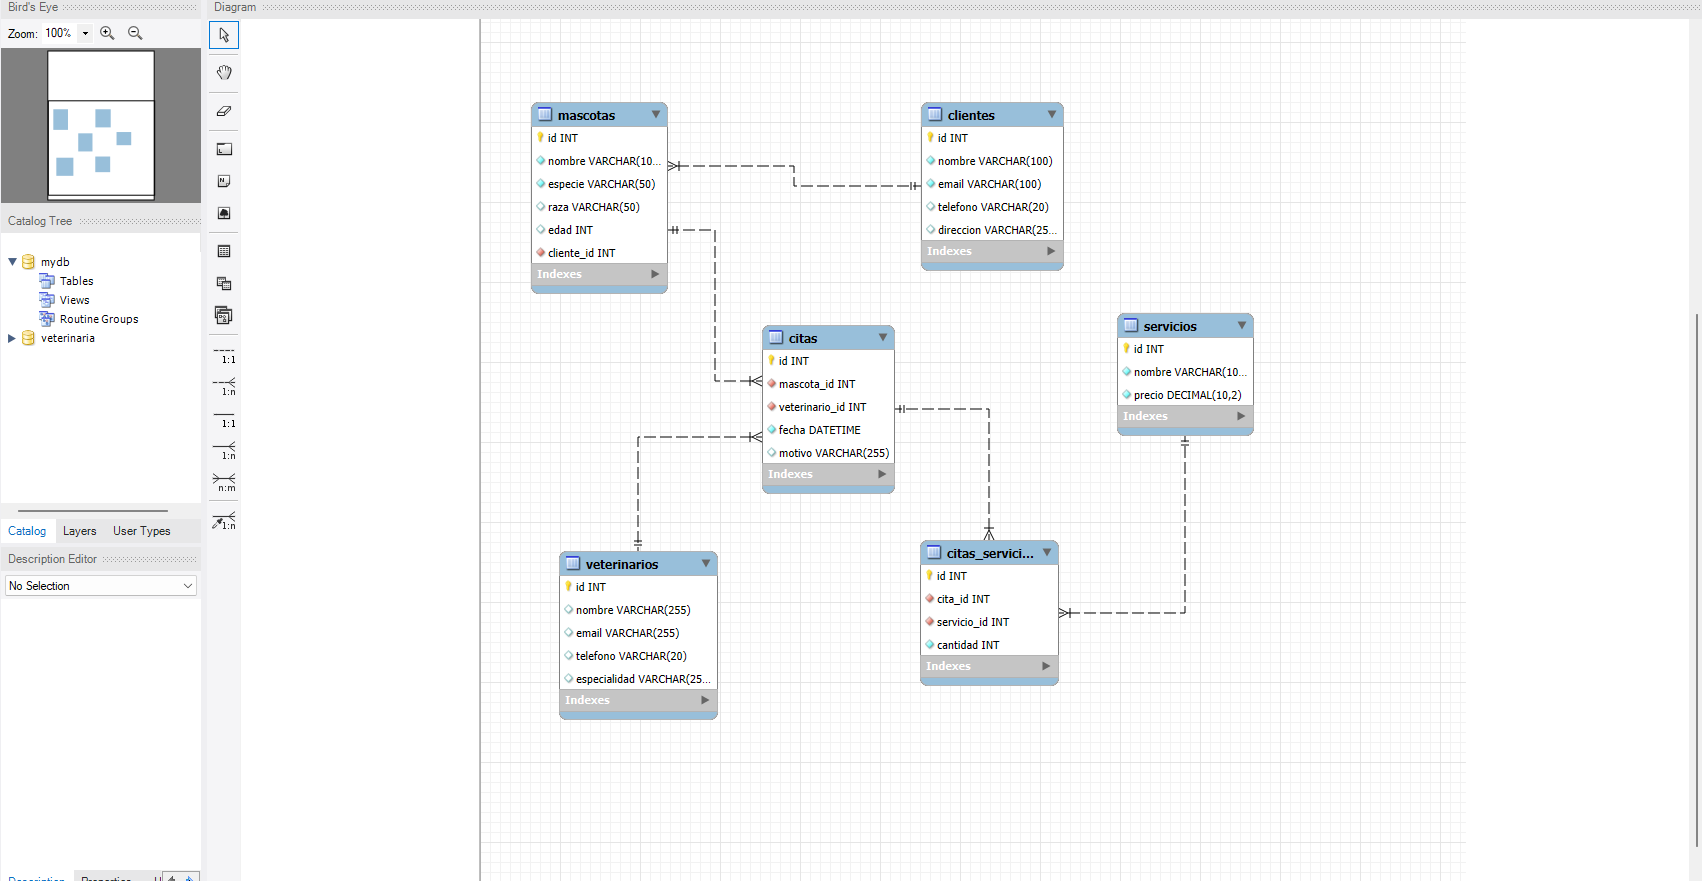 Bird's Eye
Zoom: 100%
Catalog Tree
mydb
Tables
Views
Routine Groups
veterinaria
Catalog Layers User Types
Description Editor
No Selection
Description Properties
Diagram
1:1
1:n
1:1
1:n
n:m
1:n
mascotas
id INT
nombre VARCHAR(10...
especie VARCHAR(50)
raza VARCHAR(50)
edad INT
cliente_id INT
Indexes
clientes
id INT
nombre VARCHAR(100)
email VARCHAR(100)
telefono VARCHAR(20)
direccion VARCHAR(25...
Indexes
citas
id INT
mascota_id INT
veterinario_id INT
fecha DATETIME
motivo VARCHAR(255)
Indexes
servicios
id INT
nombre VARCHAR(10...
precio DECIMAL(10,2)
Indexes
veterinarios
id INT
nombre VARCHAR(255)
email VARCHAR(255)
telefono VARCHAR(20)
especialidad VARCHAR(25...
Indexes
citas_servici...
id INT
cita_id INT
servicio_id INT
cantidad INT
Indexes